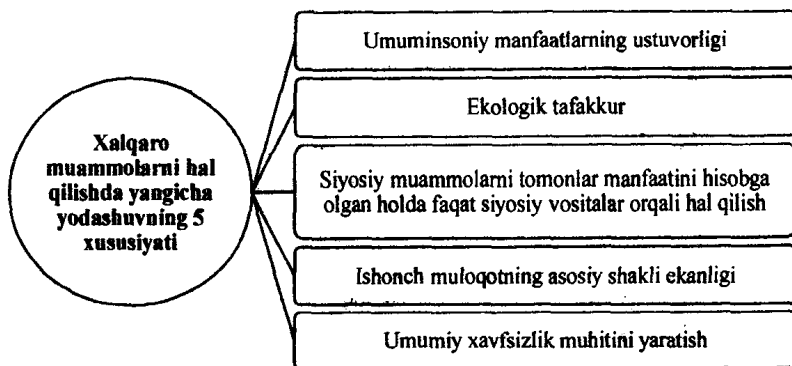 Xalqaro
muammolarni hal
qilishda yangicha
yodashuvning 5
xususiyati
Umuminsoniy manfaatlarning ustuvorligi
Ekologik tafakkur
Siyosiy muammolarni tomonlar manfaatini hisobga
olgan holda faqat siyosiy vositalar orqali hal qilish
Ishonch muloqotning asosiy shakli ekanligi
Umumiy xavfsizlik muhitini yaratish